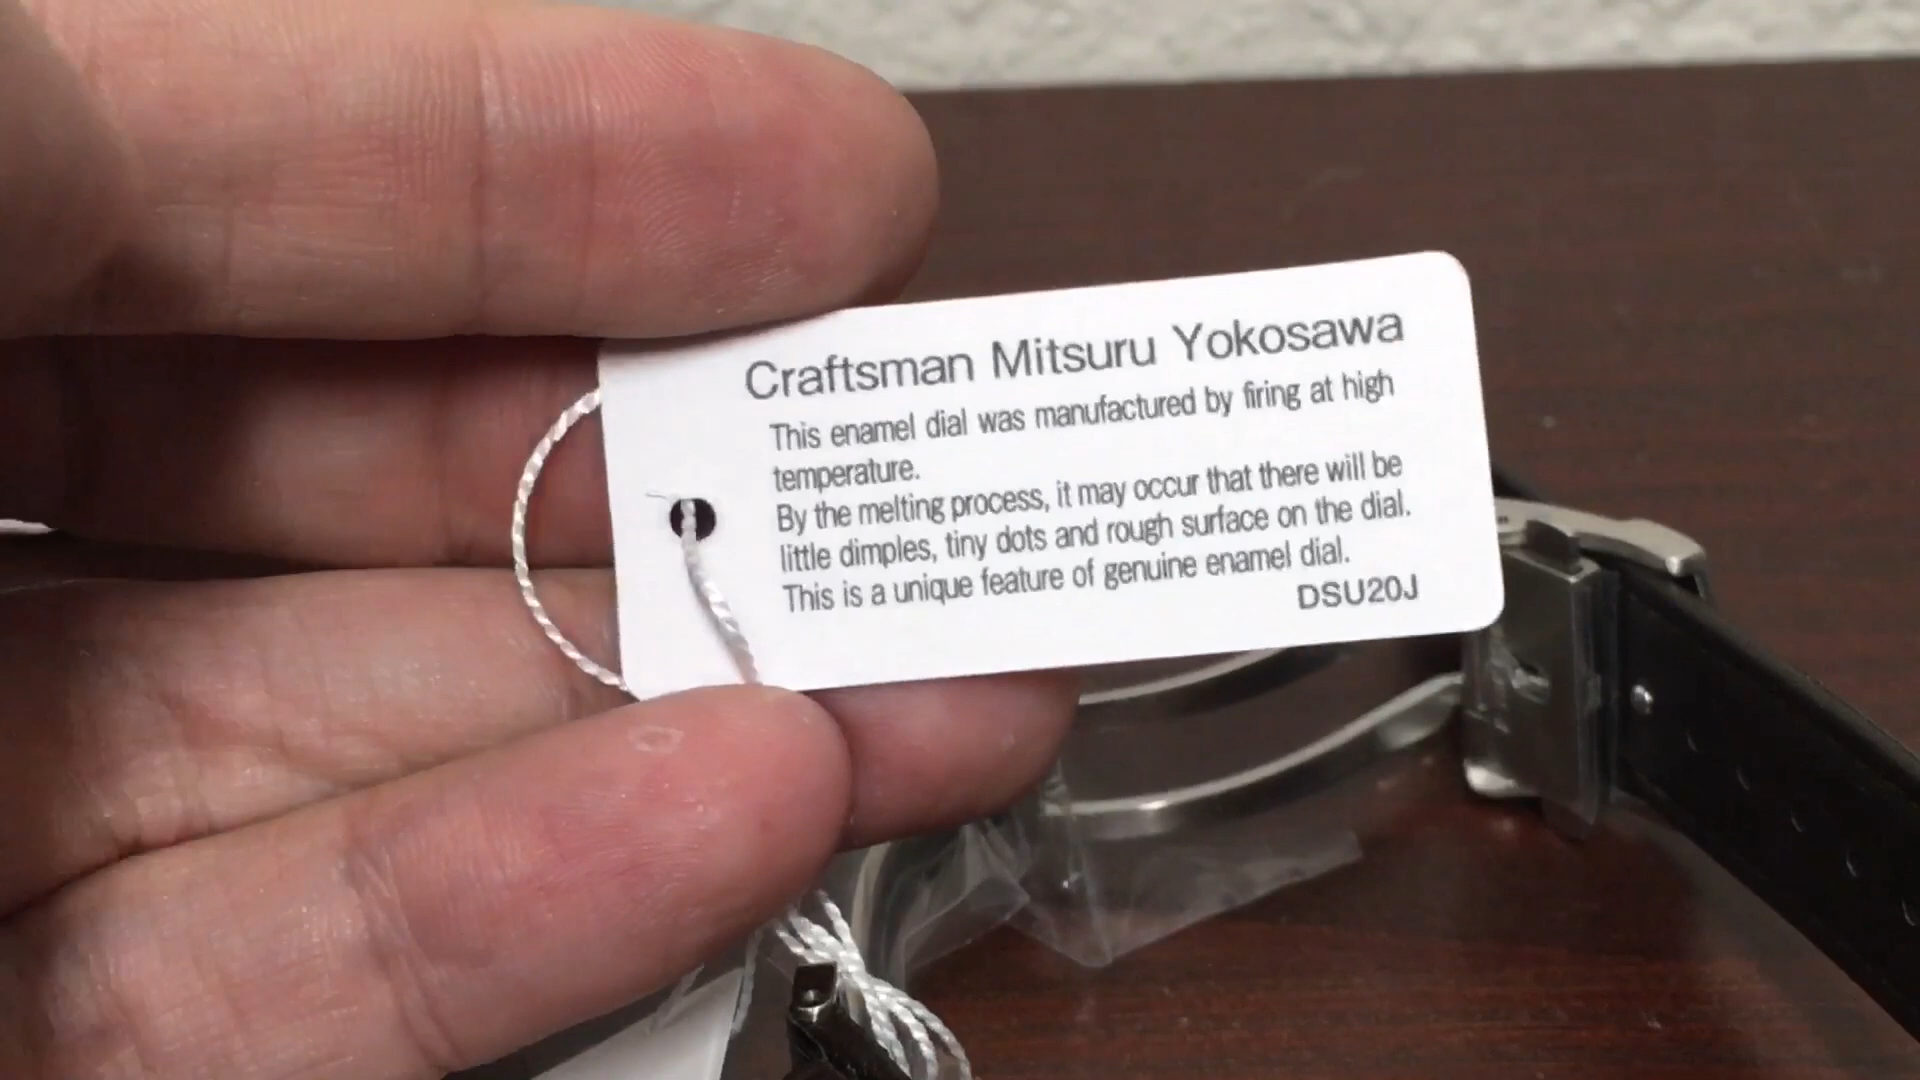 Craftsman Mitsuru Yokosawa
This enamel dial was manufactured by firing at high
temperature.
By the melting process, it may occur that there will be
little dimples, tiny dots and rough surface on the dial.
This is a unique feature of genuine enamel dial.
DSU20J